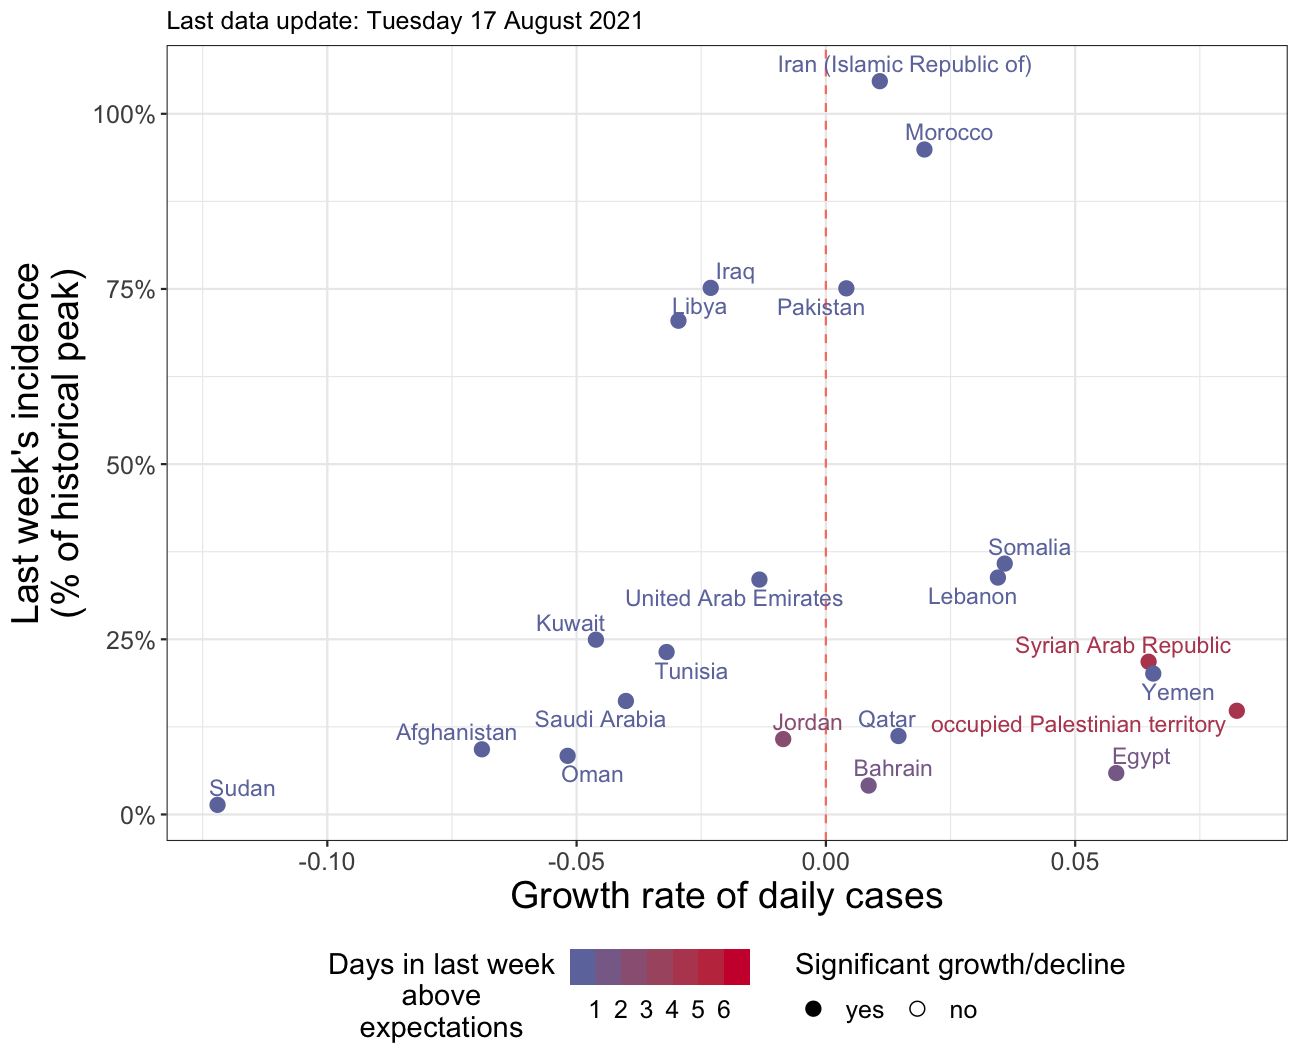 Last data update: Tuesday 17 August 2021
Iran (Islamic Republic of)
100%
Morocco
Iraq
75%
Libya
Pakistan
Last week's incidence
(% of historical peak)
50%
Somalia
United Arab Emirates
Lebanon
Kuwait
25%
Syrian Arab Republic
Tunisia
Yemen
Saudi Arabia
Jordan
Qatar
occupied Palestinian territory
Afghanistan
Egypt
Bahrain
Oman
Sudan
0%
-0.10 -0.05 0.00 0.05
Growth rate of daily cases
Days in last week
above
expectations
1 2 3 4 5 6
Significant growth/decline
yes no